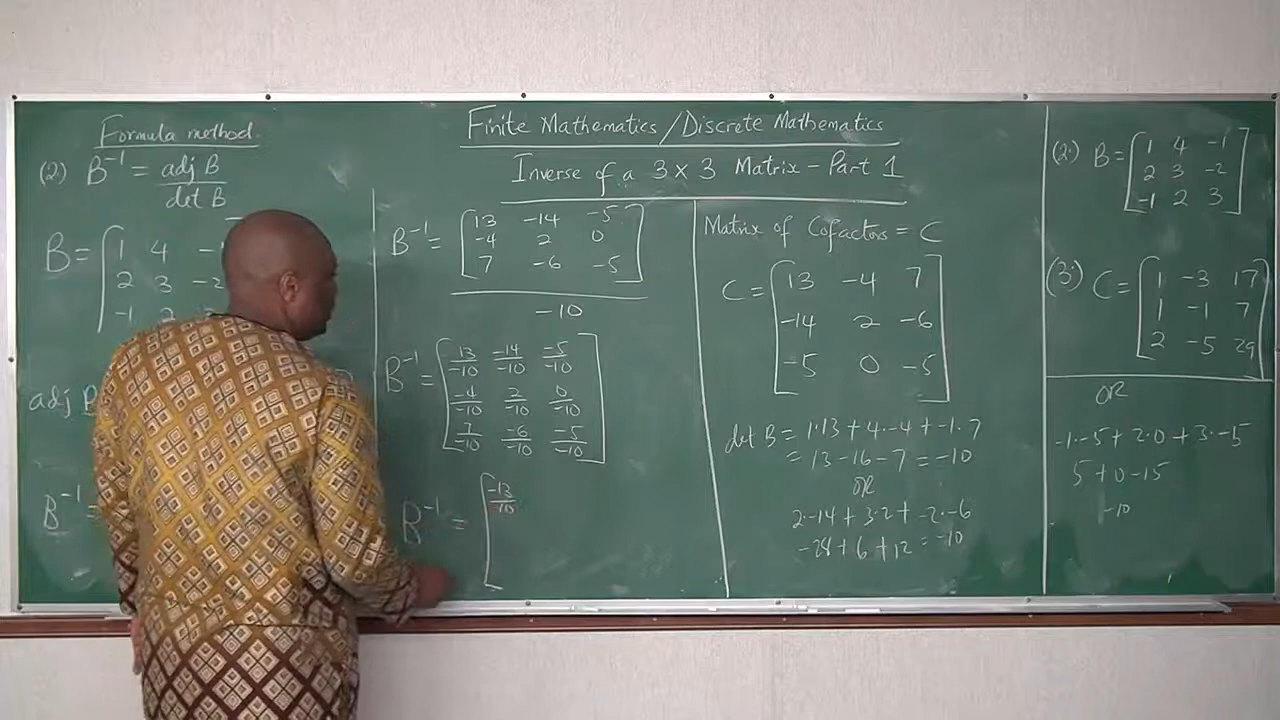 Formula method.
(2.) B⁻¹ = adj B
det B
B = [1 4 -1
2 3 -2
-1 2
adj B
B⁻¹ =
Finite Mathematics / Discrete Mathematics
Inverse of a 3 × 3 Matrix - Part 1
B⁻¹ = [13 -14 -5
-4 2 0
7 -6 -5]
-10
B⁻¹ = [13/-10 -14/-10 -5/-10
-4/-10 2/-10 0/-10
7/-10 -6/-10 -5/-10]
B⁻¹ = [-13/10
Matrix of Cofactors = C
C = [13 -4 7
-14 2 -6
-5 0 -5]
det B = 1·13 + 4·-4 + -1·7
= 13 - 16 - 7 = -10
OR
2·-14 + 3·2 + -2·-6
-28 + 6 + 12 = -10
(2.) B = [1 4 -1
2 3 -2
-1 2 3]
(3.) C = [1 -3 17
1 -1 7
2 -5 29]
OR
-1·-5 + 2·0 + 3·-5
5 + 0 - 15
-10